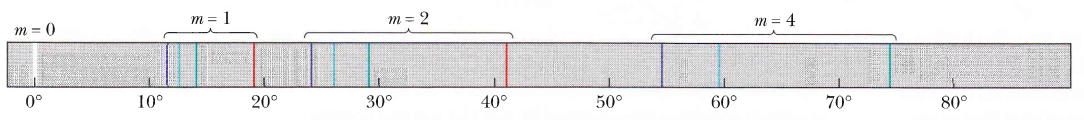 m = 0
m = 1
m = 2
m = 4
0° 10° 20° 30° 40° 50° 60° 70° 80°